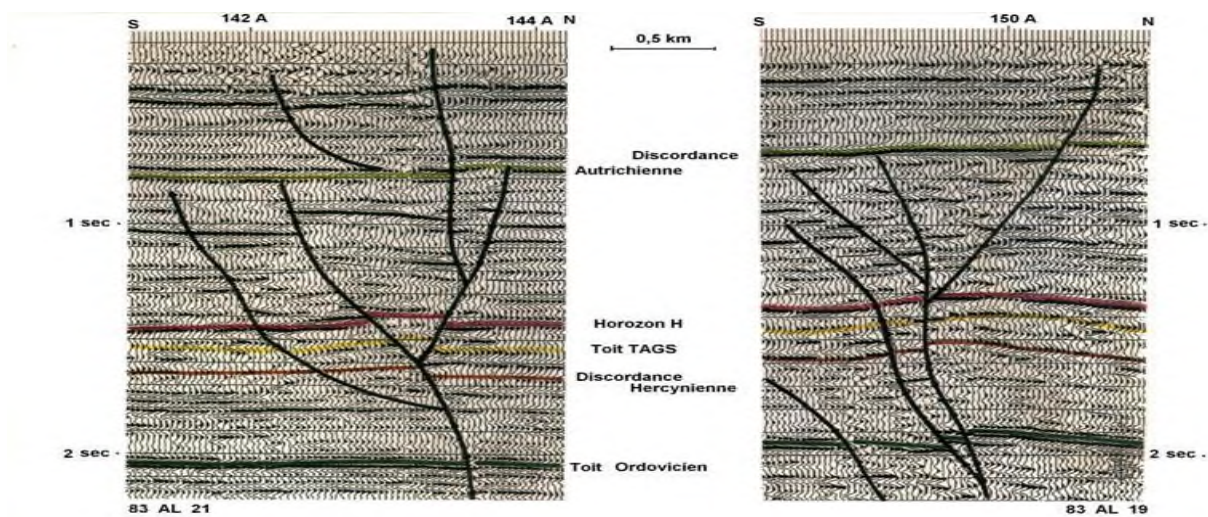 S 142 A 144 A N
0,5 km
S 150 A N
Discordance
Autrichienne
1 sec
1 sec
Horozon H
Toit TAGS
Discordance
Hercynienne
2 sec
2 sec
Toit Ordovicien
83 AL 21
83 AL 19